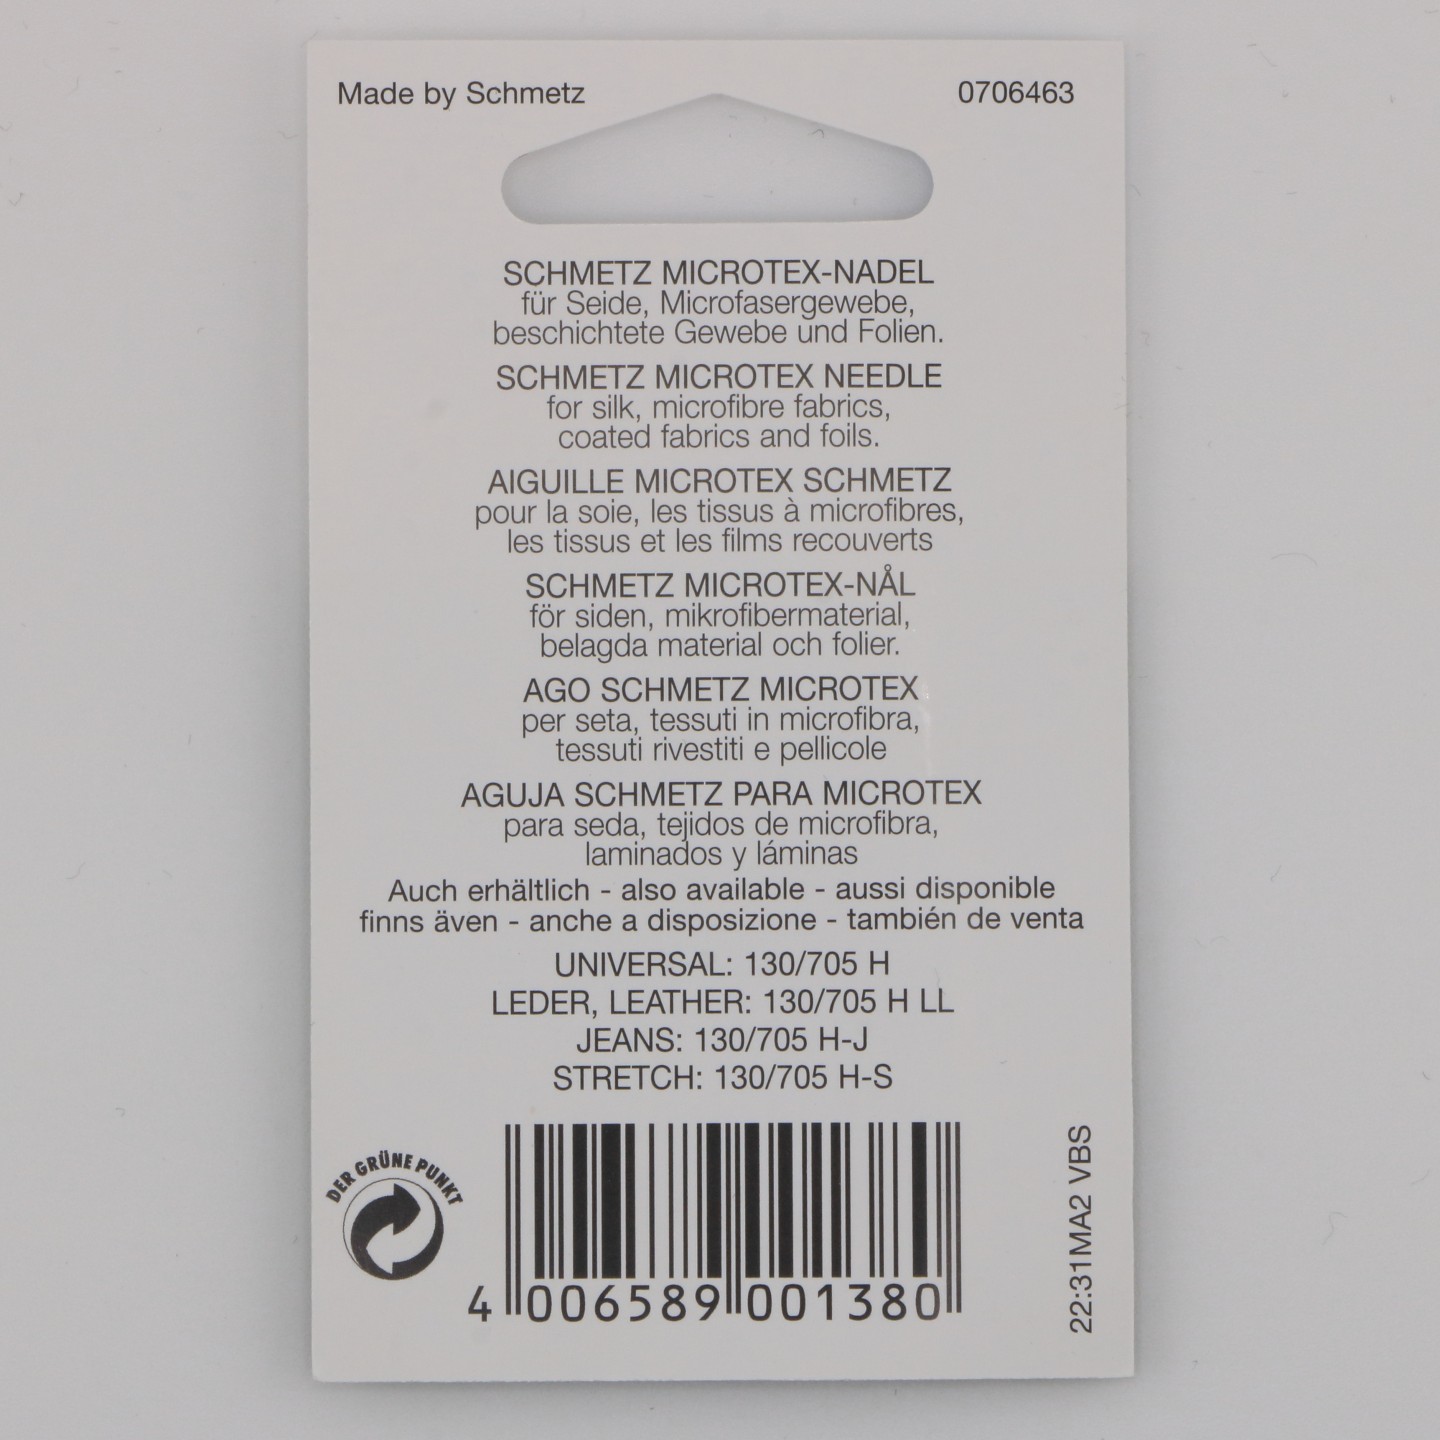 Made by Schmetz 0706463
SCHMETZ MICROTEX-NADEL
für Seide, Microfasergewebe,
beschichtete Gewebe und Folien.
SCHMETZ MICROTEX NEEDLE
for silk, microfibre fabrics,
coated fabrics and foils.
AIGUILLE MICROTEX SCHMETZ
pour la soie, les tissus à microfibres,
les tissus et les films recouverts
SCHMETZ MICROTEX-NÅL
för siden, mikrofibermaterial,
belagda material och folier.
AGO SCHMETZ MICROTEX
per seta, tessuti in microfibra,
tessuti rivestiti e pellicole
AGUJA SCHMETZ PARA MICROTEX
para seda, tejidos de microfibra,
laminados y láminas
Auch erhältlich - also available - aussi disponible
finns även - anche a disposizione - también de venta
UNIVERSAL: 130/705 H
LEDER, LEATHER: 130/705 H LL
JEANS: 130/705 H-J
STRETCH: 130/705 H-S
DER GRÜNE PUNKT
4 006589 001380
22:31MA2 VBS